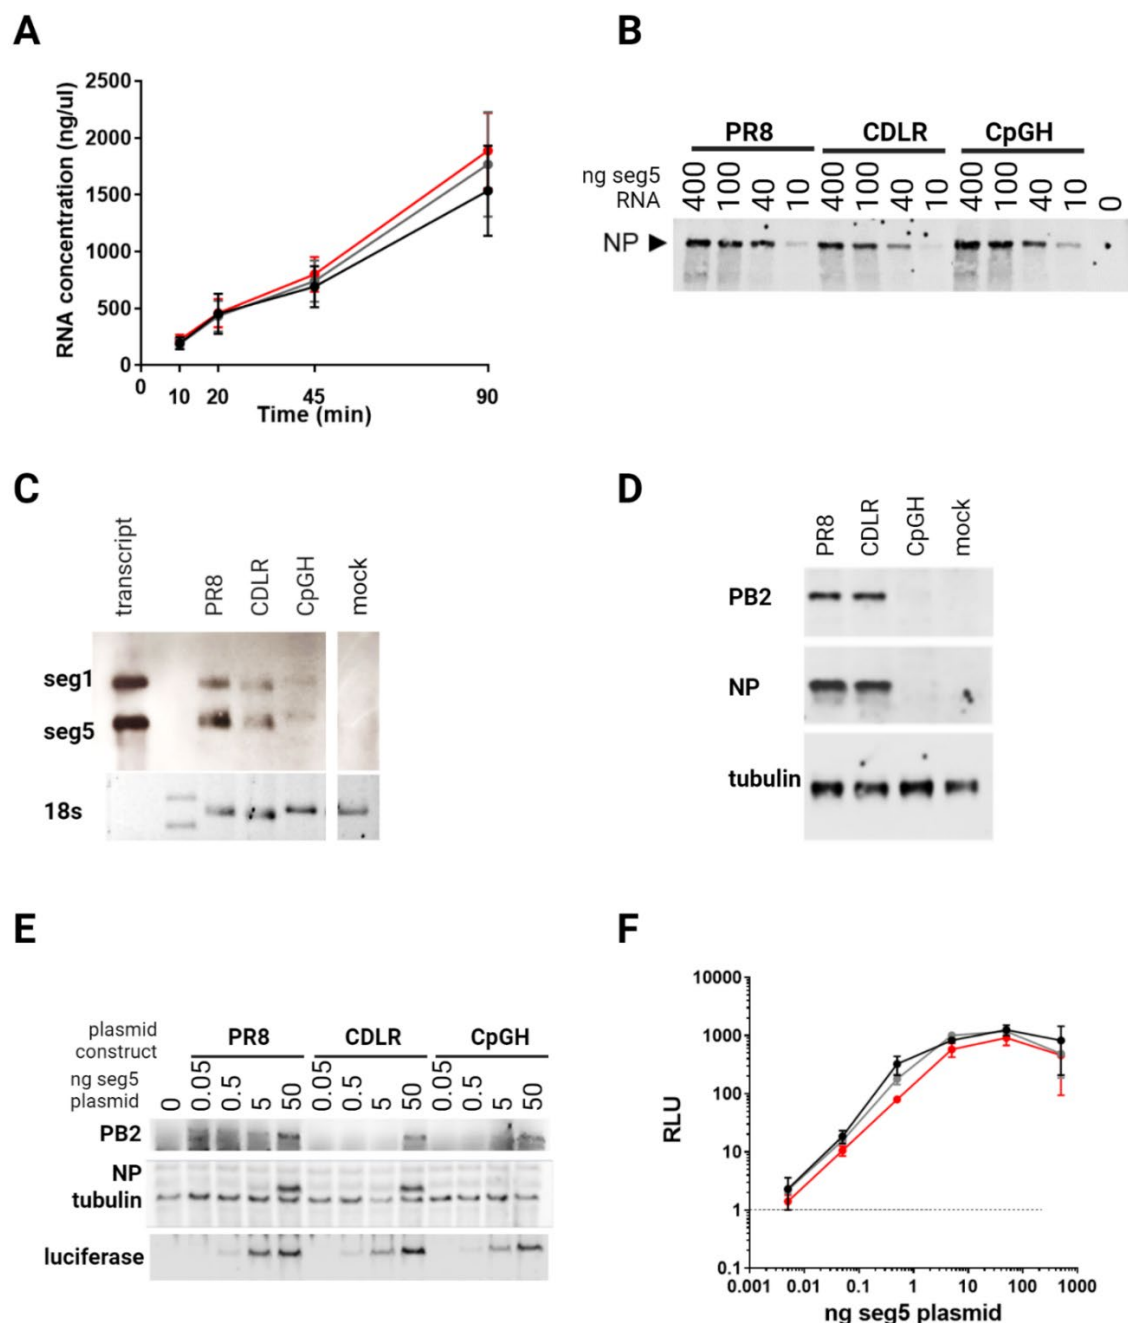 A
2500
2000
1500
1000
500
0
RNA concentration (ng/ul)
0 10 20 45 90
Time (min)
B
PR8 CDLR CpGH
ng seg5 RNA
400 100 40 10 400 100 40 10 400 100 40 10 0
NP
C
transcript PR8 CDLR CpGH mock
seg1
seg5
18s
D
PR8 CDLR CpGH mock
PB2
NP
tubulin
E
plasmid construct
PR8 CDLR CpGH
ng seg5 plasmid
0 0.05 0.5 5 50 0.05 0.5 5 50 0.05 0.5 5 50
PB2
NP
tubulin
luciferase
F
10000
1000
100
10
1
0.1
RLU
0.001 0.01 0.1 1 10 100 1000
ng seg5 plasmid